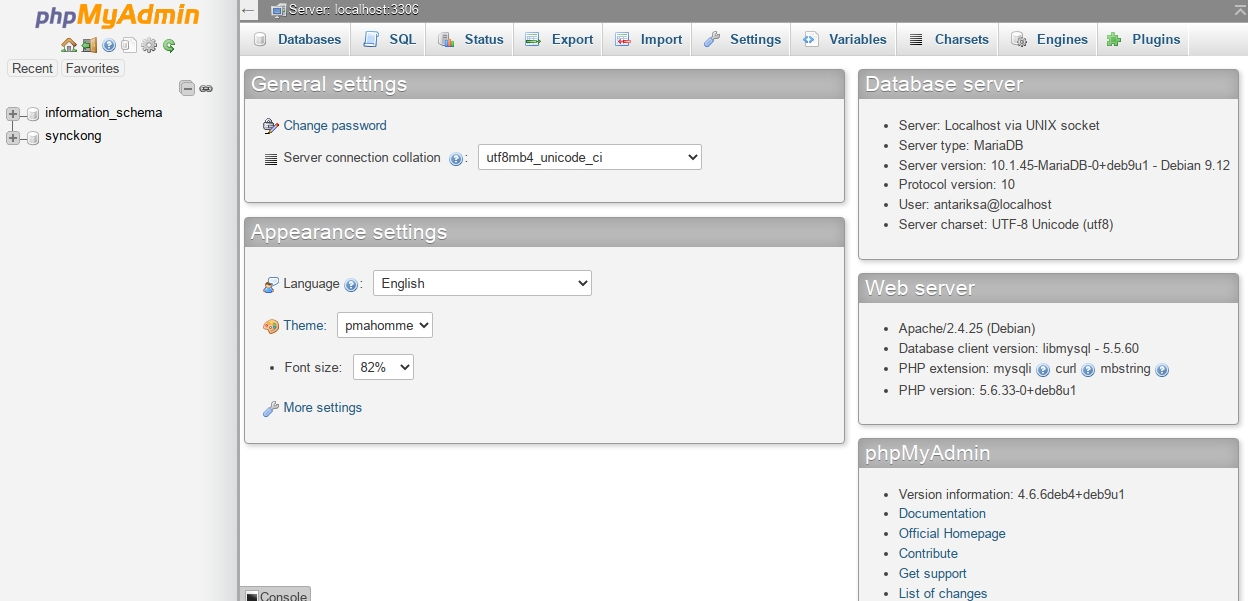 phpMyAdmin
Recent Favorites
information_schema
synckong
Server: localhost:3306
Databases SQL Status Export Import Settings Variables Charsets Engines Plugins
General settings
Change password
Server connection collation : utf8mb4_unicode_ci
Appearance settings
Language : English
Theme: pmahomme
• Font size: 82%
More settings
Database server
• Server: Localhost via UNIX socket
• Server type: MariaDB
• Server version: 10.1.45-MariaDB-0+deb9u1 - Debian 9.12
• Protocol version: 10
• User: antariksa@localhost
• Server charset: UTF-8 Unicode (utf8)
Web server
• Apache/2.4.25 (Debian)
• Database client version: libmysql - 5.5.60
• PHP extension: mysqli curl mbstring
• PHP version: 5.6.33-0+deb8u1
phpMyAdmin
• Version information: 4.6.6deb4+deb9u1
• Documentation
• Official Homepage
• Contribute
• Get support
• List of changes
Console